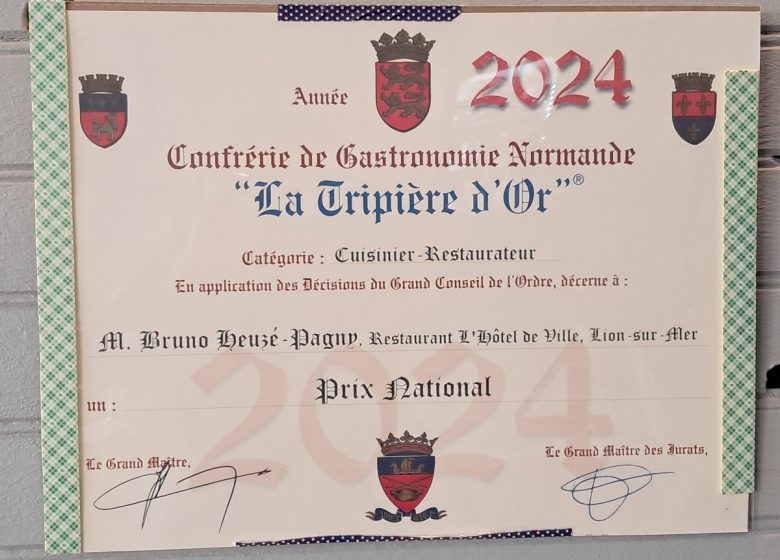 Année 2024
Confrérie de Gastronomie Normande
"La Tripière d'Or"®
Catégorie : Cuisinier-Restaurateur
En application des Décisions du Grand Conseil de l'Ordre, décerne à :
M. Bruno Heuzé-Pagny, Restaurant L'Hôtel de Ville, Lion-sur-Mer
2024
un : Prix National
Le Grand Maître, Le Grand Maître des Jurats,